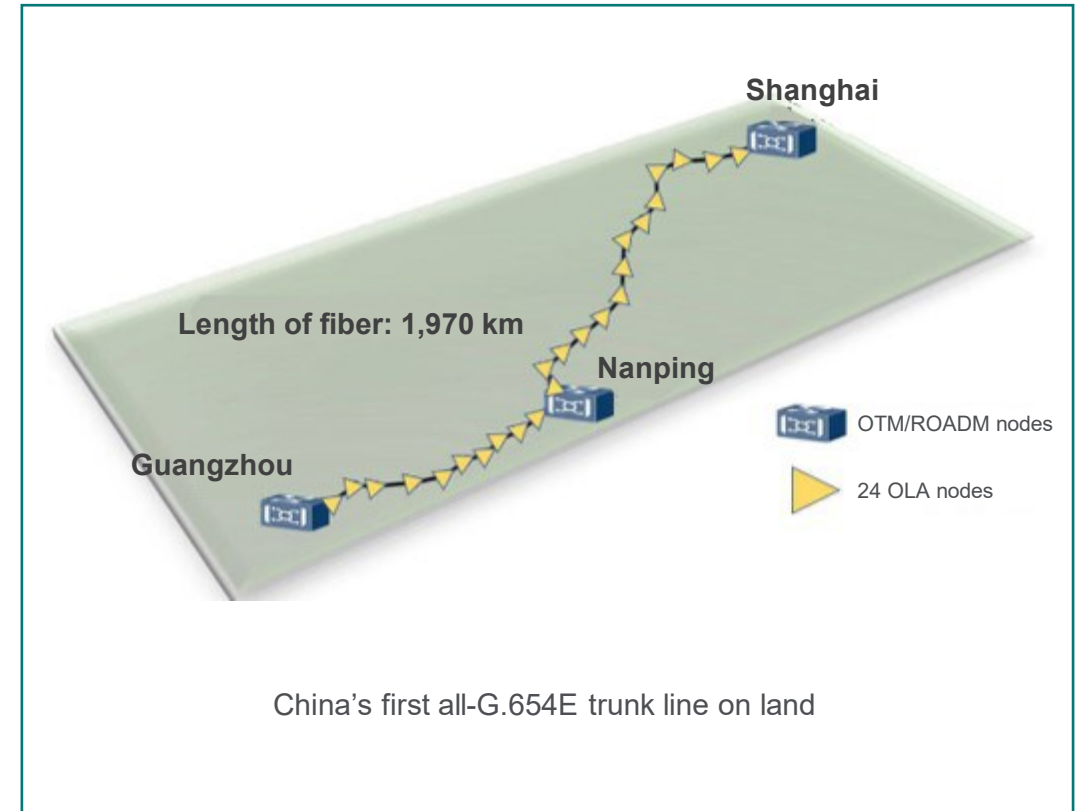 Shanghai
Length of fiber: 1,970 km
Nanping
OTM/ROADM nodes
Guangzhou
24 OLA nodes
China’s first all-G.654E trunk line on land